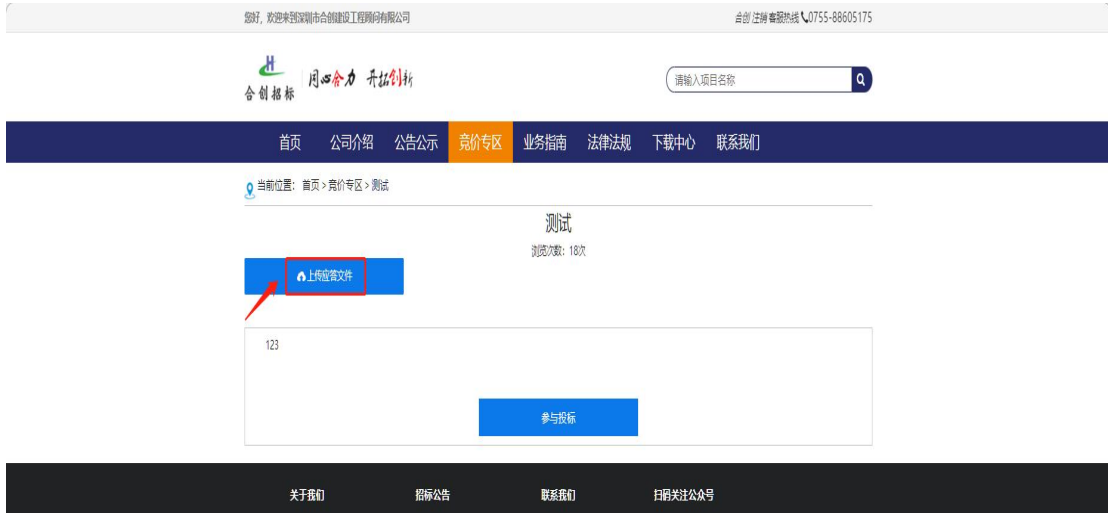 您好，欢迎来到深圳市合创建设工程顾问有限公司
合创 注销 客服热线 0755-88605175
合创招标
同心合力 开拓创新
请输入项目名称
首页 公司介绍 公告公示 竞价专区 业务指南 法律法规 下载中心 联系我们
当前位置： 首页 > 竞价专区 > 测试
测试
浏览次数：18次
上传应答文件
123
参与投标
关于我们 招标公告 联系我们 扫码关注公众号